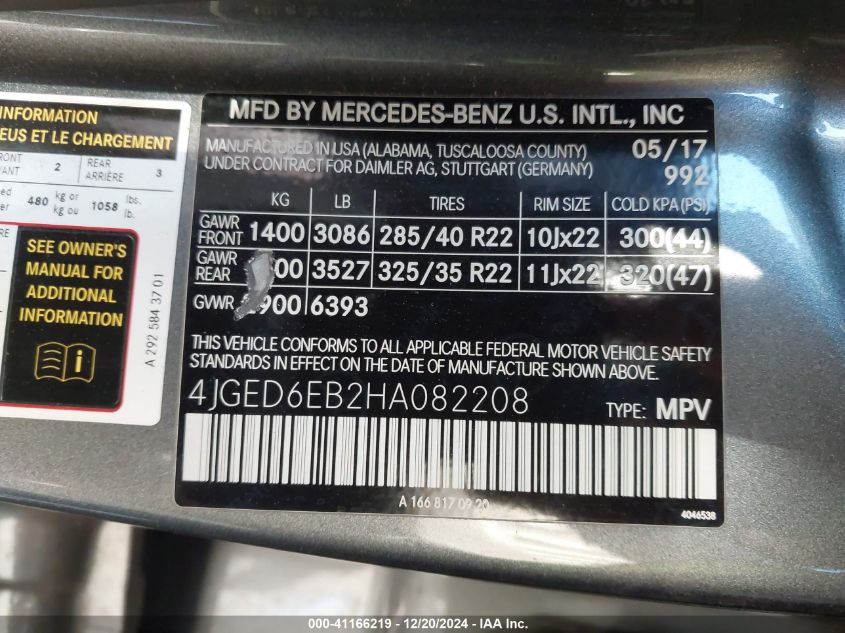 INFORMATION
EUS ET LE CHARGEMENT
2 REAR ARRIÈRE 3
480 kg or kg ou 1058 lbs. lb.
SEE OWNER'S
MANUAL FOR
ADDITIONAL
INFORMATION
A 292 584 37 01
MFD BY MERCEDES-BENZ U.S. INTL., INC
MANUFACTURED IN USA (ALABAMA, TUSCALOOSA COUNTY) 05/17
UNDER CONTRACT FOR DAIMLER AG, STUTTGART (GERMANY) 992
KG LB TIRES RIM SIZE COLD KPA (PSI)
GAWR FRONT 1400 3086 285/40 R22 10Jx22 300(44)
GAWR REAR 00 3527 325/35 R22 11Jx22 320(47)
GVWR 2900 6393
THIS VEHICLE CONFORMS TO ALL APPLICABLE FEDERAL MOTOR VEHICLE SAFETY
STANDARDS IN EFFECT ON THE DATE OF MANUFACTURE SHOWN ABOVE.
4JGED6EB2HA082208 TYPE: MPV
A 166 817 09 20
4046538
000-41166219 - 12/20/2024 - IAA Inc.